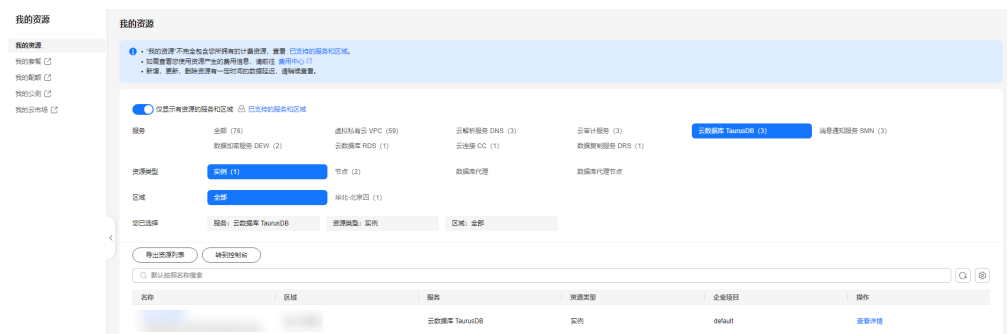 我的资源
我的资源
我的套餐
我的配额
我的公测
我的云市场
我的资源
• “我的资源”不完全包含您所拥有的计费资源，查看 已支持的服务和区域。
• 如需查看您使用资源产生的费用信息，请前往 费用中心
• 新增、更新、删除资源有一定时间的数据延迟，请稍候查看。
仅显示有资源的服务和区域 已支持的服务和区域
服务 全部 (76) 虚拟私有云 VPC (59) 云解析服务 DNS (3) 云审计服务 (3) 云数据库 TaurusDB (3) 消息通知服务 SMN (3)
数据加密服务 DEW (2) 云数据库 RDS (1) 云连接 CC (1) 数据复制服务 DRS (1)
资源类型 实例 (1) 节点 (2) 数据库代理 数据库代理节点
区域 全部 华北-北京四 (1)
您已选择 服务: 云数据库 TaurusDB 资源类型: 实例 区域: 全部
导出资源列表 转到控制台
默认按照名称搜索
名称 区域 服务 资源类型 企业项目 操作
云数据库 TaurusDB 实例 default 查看详情